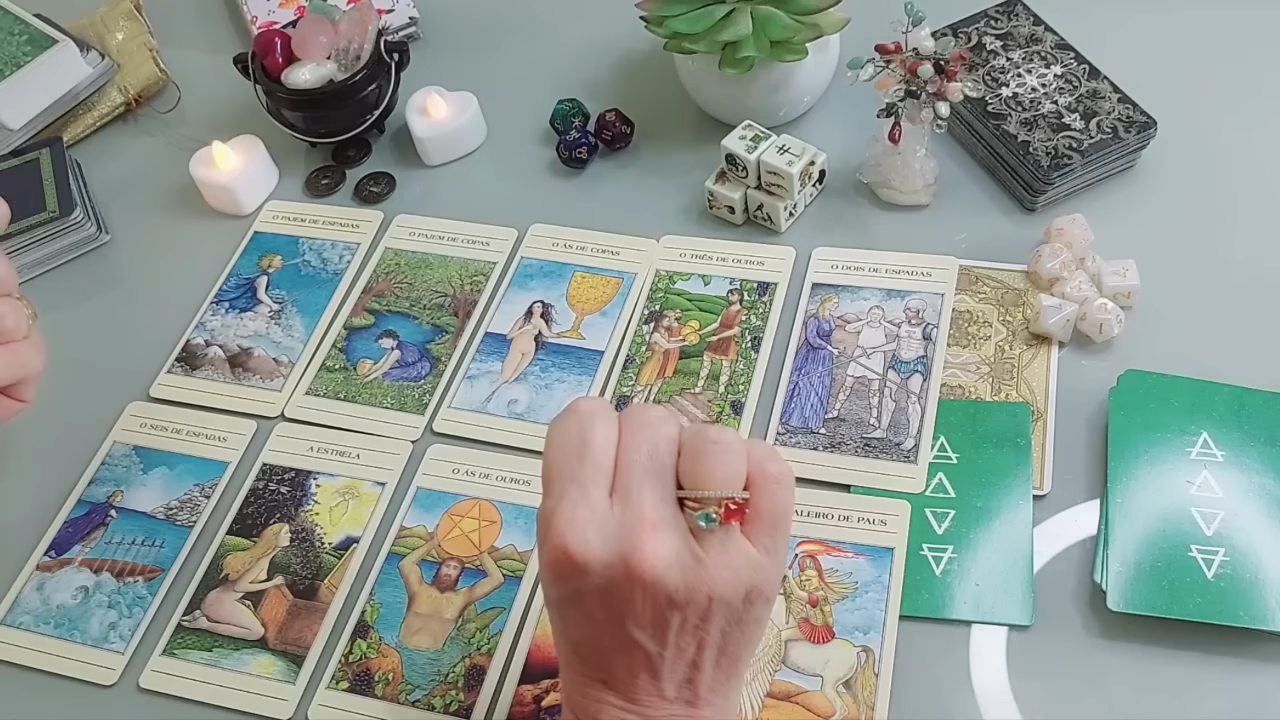 O PAJEM DE ESPADAS
O PAJEM DE COPAS
O ÁS DE COPAS
O TRÊS DE OUROS
O DOIS DE ESPADAS
O SEIS DE ESPADAS
A ESTRELA
O ÁS DE OUROS
ALEIRO DE PAUS